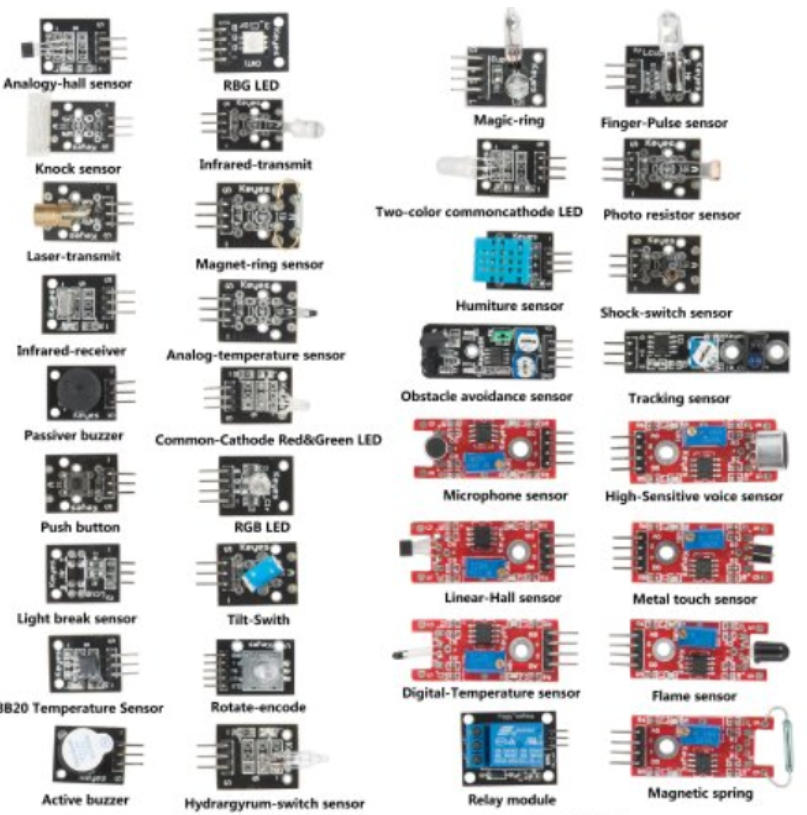 Analogy-hall sensor
RBG LED
Magic-ring
Finger-Pulse sensor
Knock sensor
Infrared-transmit
Two-color commoncathode LED
Photo resistor sensor
Laser-transmit
Magnet-ring sensor
Humiture sensor
Shock-switch sensor
Infrared-receiver
Analog-temperature sensor
Obstacle avoidance sensor
Tracking sensor
Passiver buzzer
Common-Cathode Red&Green LED
Microphone sensor
High-Sensitive voice sensor
Push button
RGB LED
Linear-Hall sensor
Metal touch sensor
Light break sensor
Tilt-Swith
Digital-Temperature sensor
Flame sensor
8B20 Temperature Sensor
Rotate-encode
Relay module
Magnetic spring
Active buzzer
Hydrargyrum-switch sensor